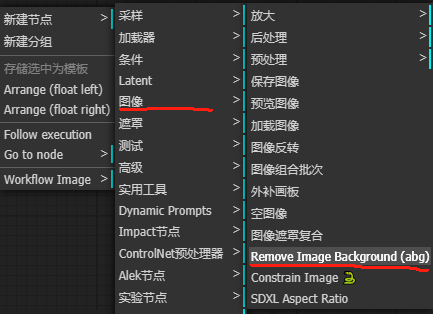 新建节点 >
新建分组
存储选中为模板
Arrange (float left)
Arrange (float right)
Follow execution
Go to node >
Workflow Image >
采样 >
加载器 >
条件 >
Latent >
图像 >
遮罩 >
测试 >
高级 >
实用工具 >
Dynamic Prompts >
Impact节点 >
ControlNet预处理器 >
Alek节点 >
实验节点 >
放大 >
后处理 >
预处理 >
保存图像
预览图像
加载图像
图像反转
图像组合批次
外补画板
空图像
图像遮罩复合
Remove Image Background (abg)
Constrain Image 🐍
SDXL Aspect Ratio